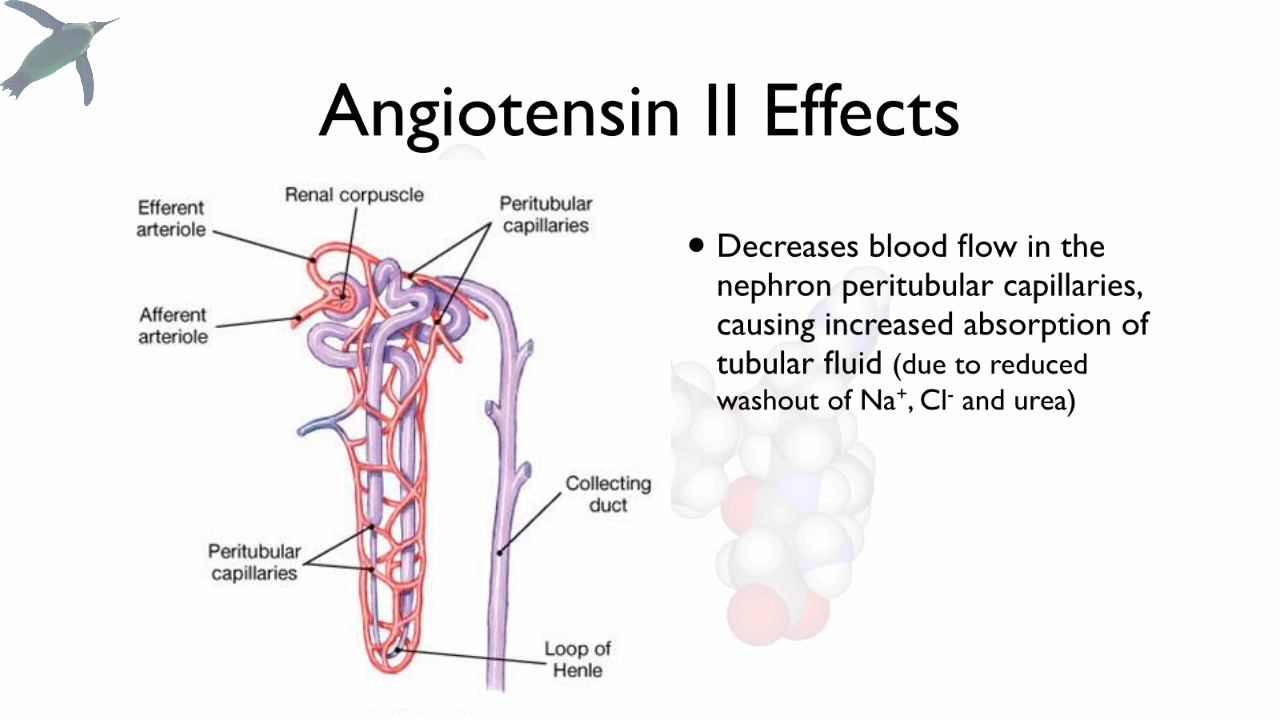 Angiotensin II Effects
Renal corpuscle
Efferent
arteriole
Peritubular
capillaries
Afferent
arteriole
Collecting
duct
Peritubular
capillaries
Loop of
Henle
• Decreases blood flow in the
nephron peritubular capillaries,
causing increased absorption of
tubular fluid (due to reduced
washout of Na⁺, Cl⁻ and urea)